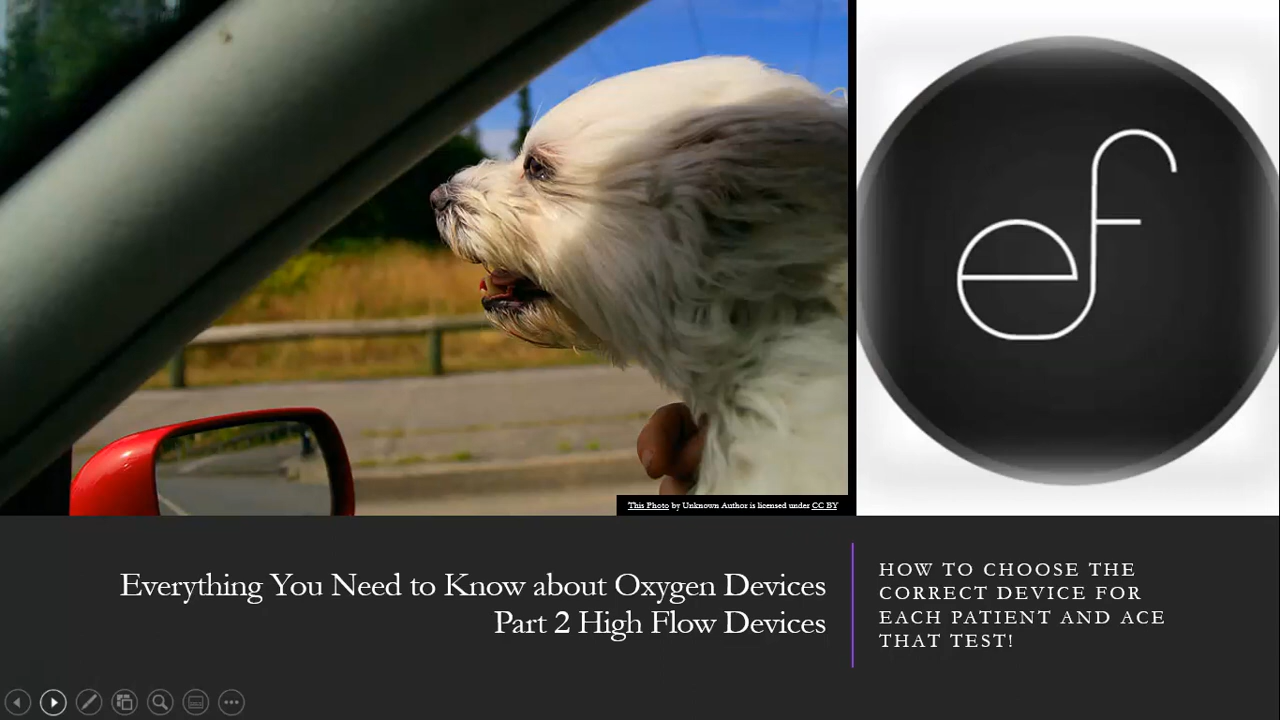 ef
This Photo by Unknown Author is licensed under CC BY
Everything You Need to Know about Oxygen Devices
Part 2 High Flow Devices
HOW TO CHOOSE THE
CORRECT DEVICE FOR
EACH PATIENT AND ACE
THAT TEST!